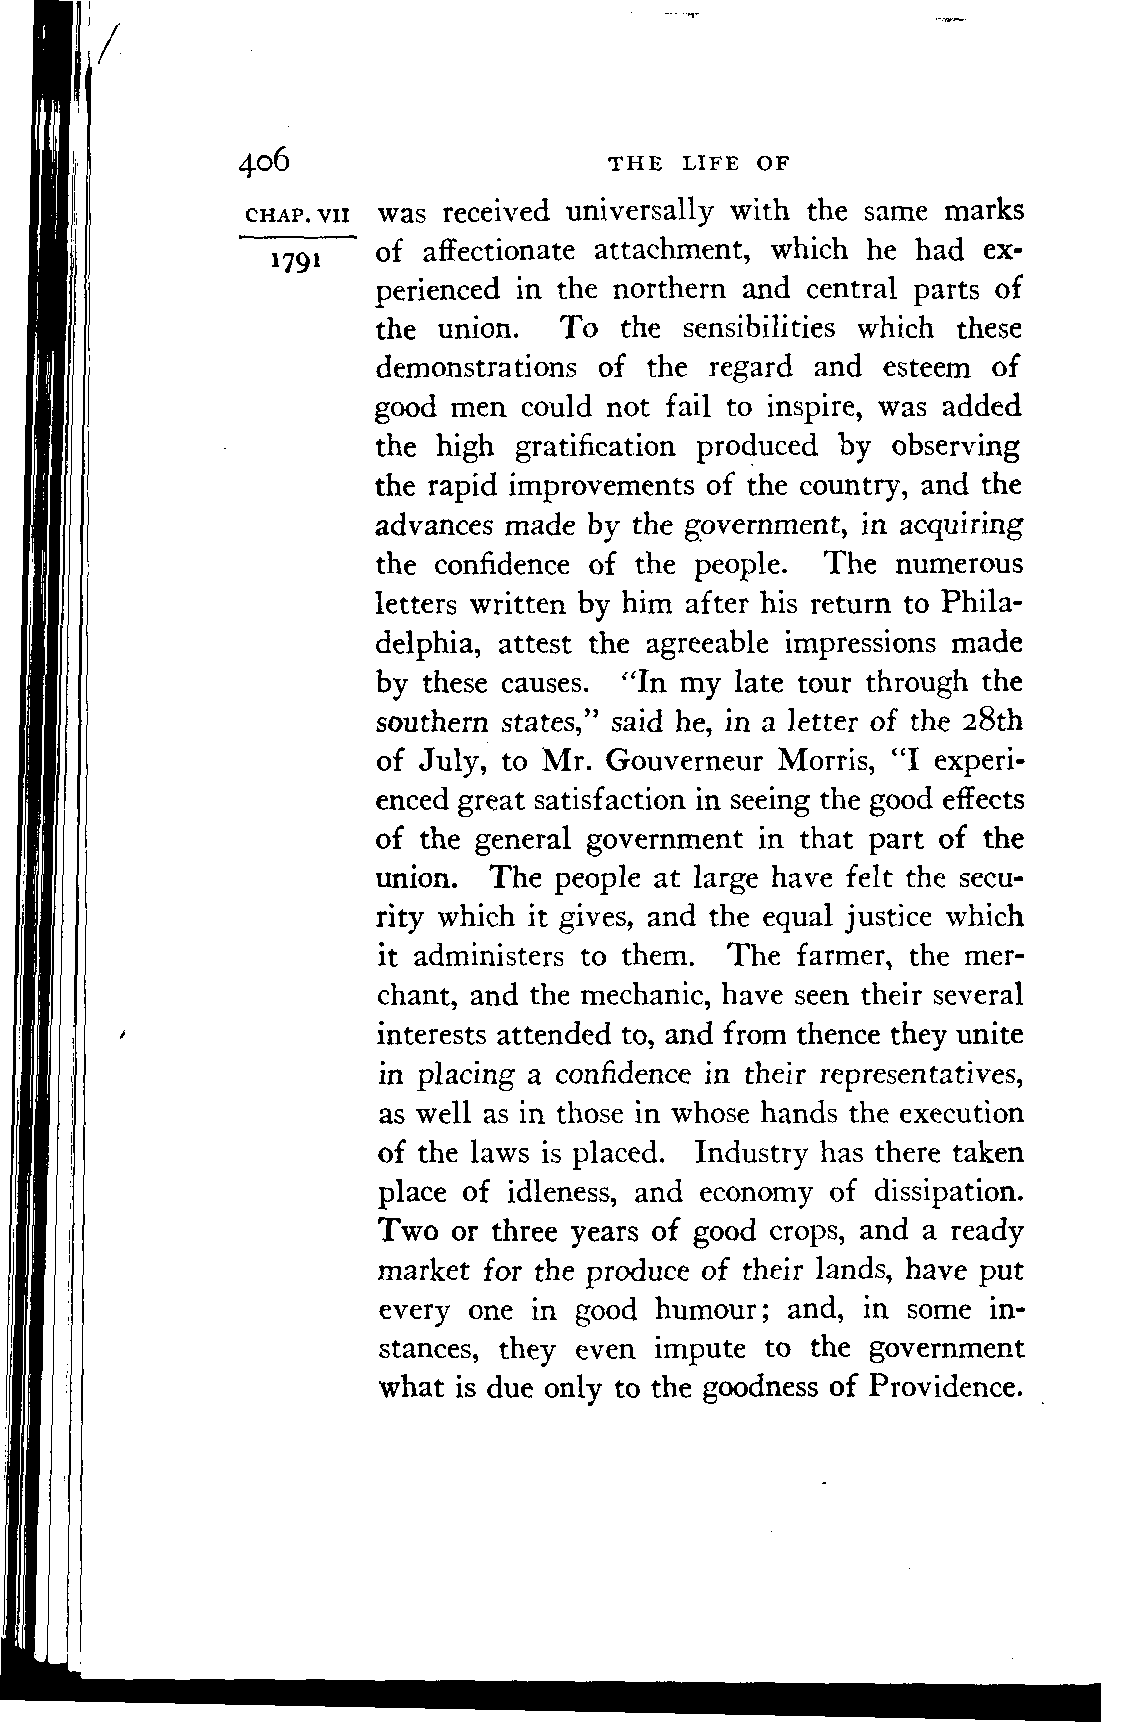 406 THE LIFE OF
CHAP. VII was received universally with the same marks
1791 of affectionate attachment, which he had ex-
perienced in the northern and central parts of
the union. To the sensibilities which these
demonstrations of the regard and esteem of
good men could not fail to inspire, was added
the high gratification produced by observing
the rapid improvements of the country, and the
advances made by the government, in acquiring
the confidence of the people. The numerous
letters written by him after his return to Phila-
delphia, attest the agreeable impressions made
by these causes. "In my late tour through the
southern states," said he, in a letter of the 28th
of July, to Mr. Gouverneur Morris, "I experi-
enced great satisfaction in seeing the good effects
of the general government in that part of the
union. The people at large have felt the secu-
rity which it gives, and the equal justice which
it administers to them. The farmer, the mer-
chant, and the mechanic, have seen their several
interests attended to, and from thence they unite
in placing a confidence in their representatives,
as well as in those in whose hands the execution
of the laws is placed. Industry has there taken
place of idleness, and economy of dissipation.
Two or three years of good crops, and a ready
market for the produce of their lands, have put
every one in good humour; and, in some in-
stances, they even impute to the government
what is due only to the goodness of Providence.